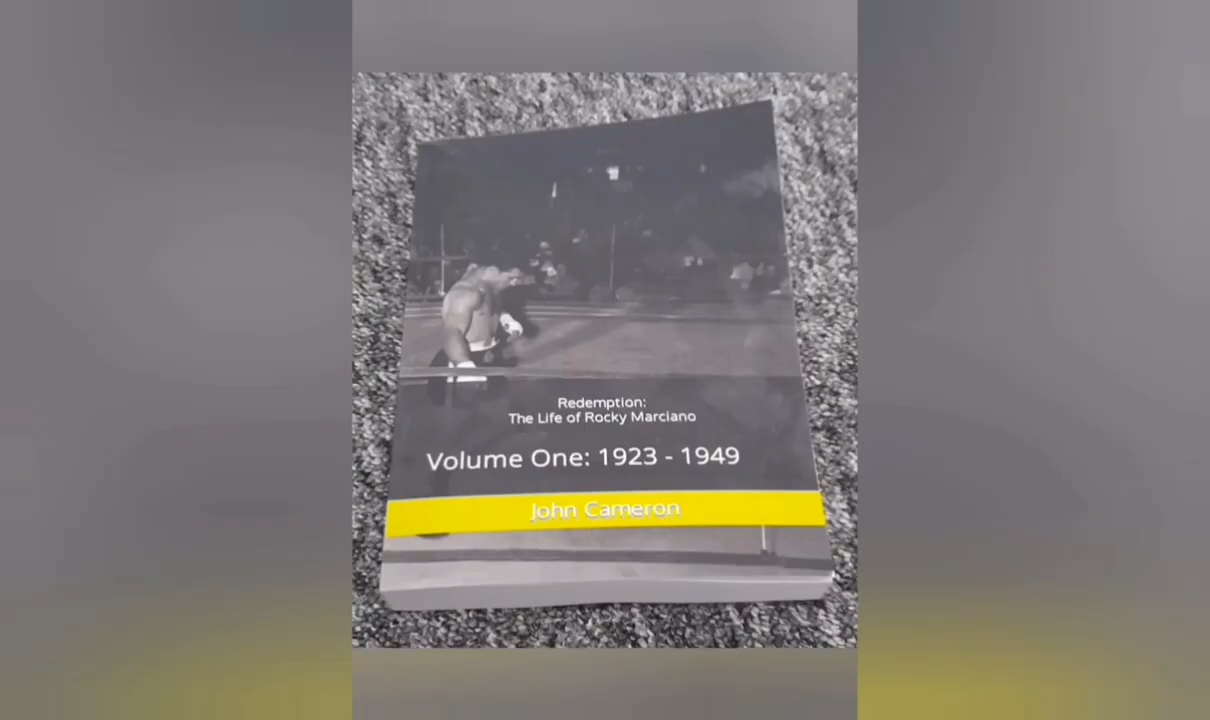 Redemption:
The Life of Rocky Marciano
Volume One: 1923 - 1949
John Cameron